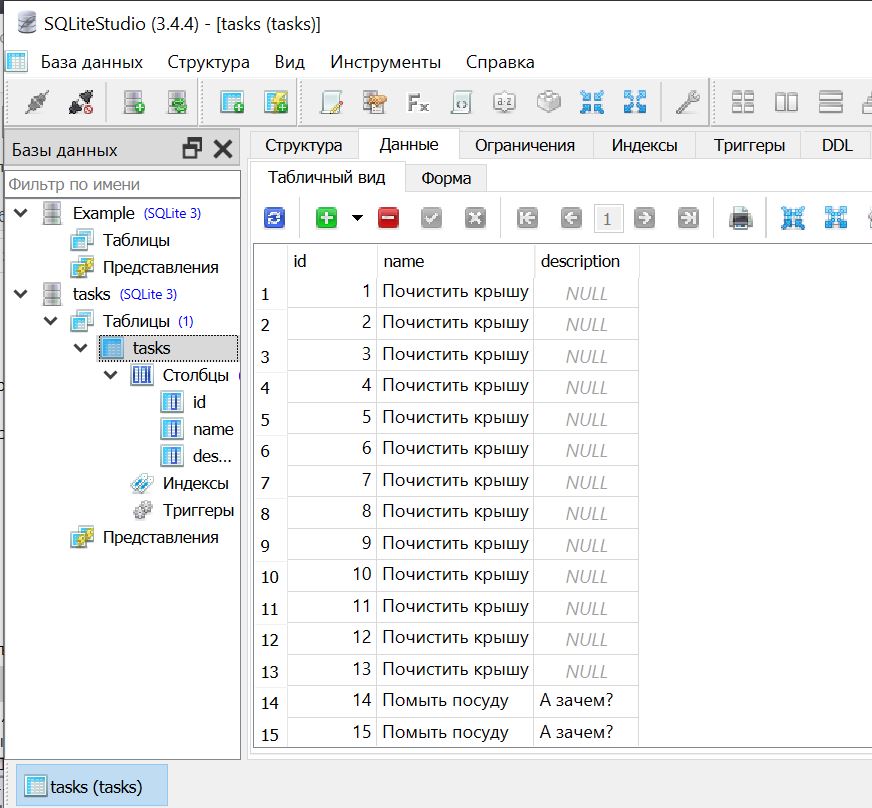 SQLiteStudio (3.4.4) - [tasks (tasks)]
База данных Структура Вид Инструменты Справка
Базы данных
Фильтр по имени
Example (SQLite 3)
Таблицы
Представления
tasks (SQLite 3)
Таблицы (1)
tasks
Столбцы (
id
name
des...
Индексы
Триггеры
Представления
Структура Данные Ограничения Индексы Триггеры DDL
Табличный вид Форма
1
id name description
1 1 Почистить крышу NULL
2 2 Почистить крышу NULL
3 3 Почистить крышу NULL
4 4 Почистить крышу NULL
5 5 Почистить крышу NULL
6 6 Почистить крышу NULL
7 7 Почистить крышу NULL
8 8 Почистить крышу NULL
9 9 Почистить крышу NULL
10 10 Почистить крышу NULL
11 11 Почистить крышу NULL
12 12 Почистить крышу NULL
13 13 Почистить крышу NULL
14 14 Помыть посуду А зачем?
15 15 Помыть посуду А зачем?
tasks (tasks)